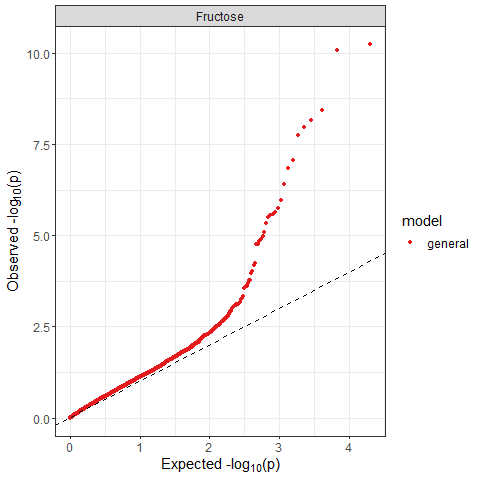 Fructose
10.0
7.5
5.0
2.5
0.0
Observed -log10(p)
0
1
2
3
4
Expected -log10(p)
model
general